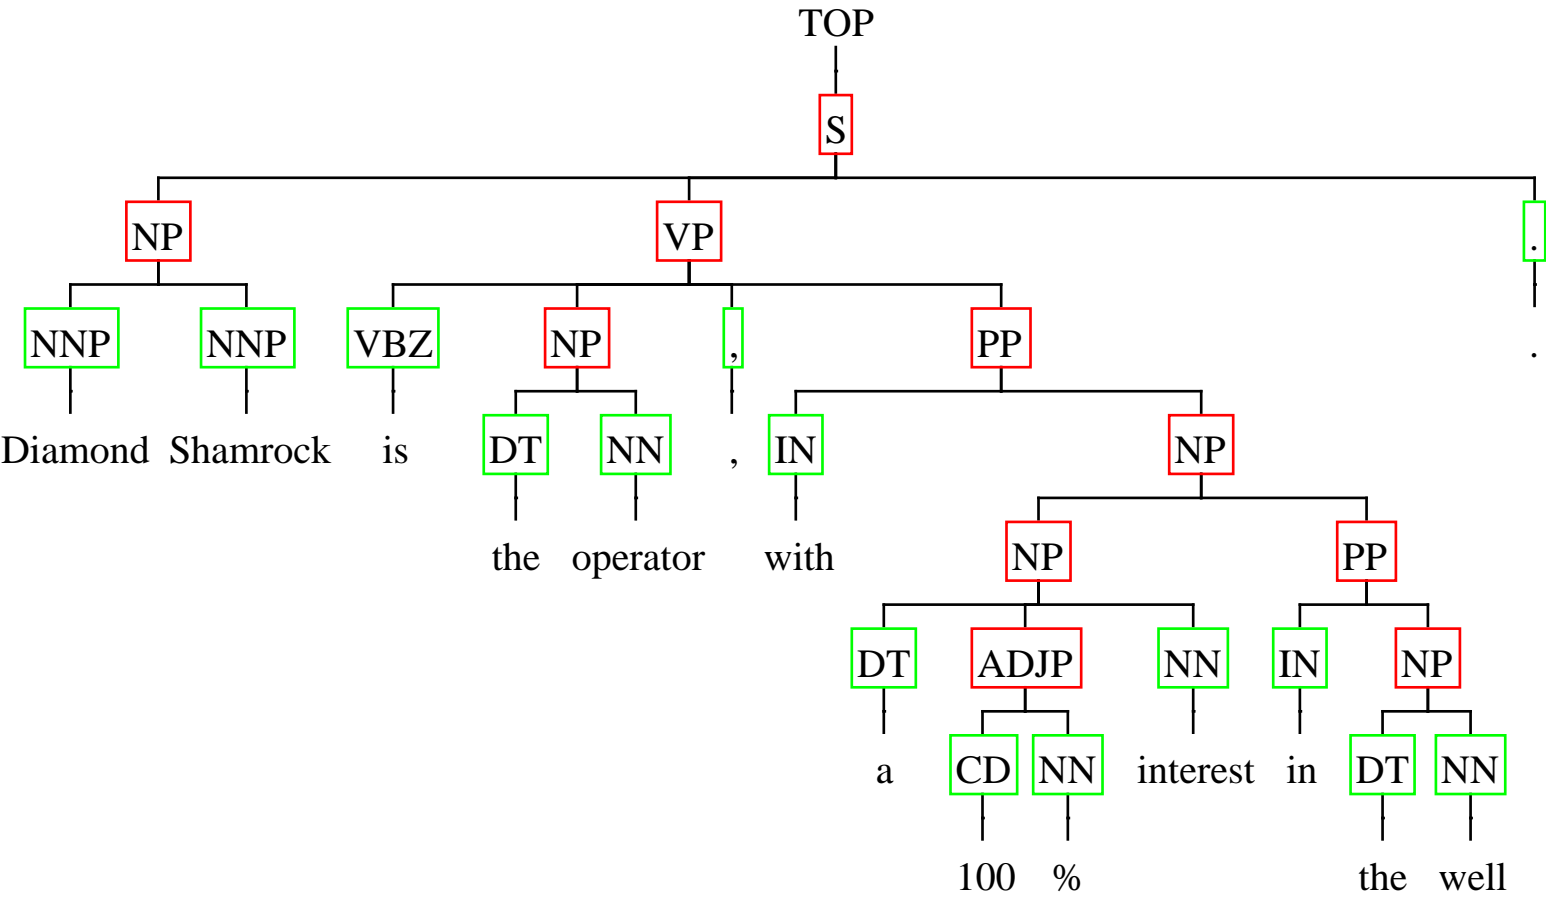 TOP
S
NP VP .
NNP NNP VBZ NP , PP .
Diamond Shamrock is DT NN , IN NP
the operator with NP PP
DT ADJP NN IN NP
a CD NN interest in DT NN
100 % the well